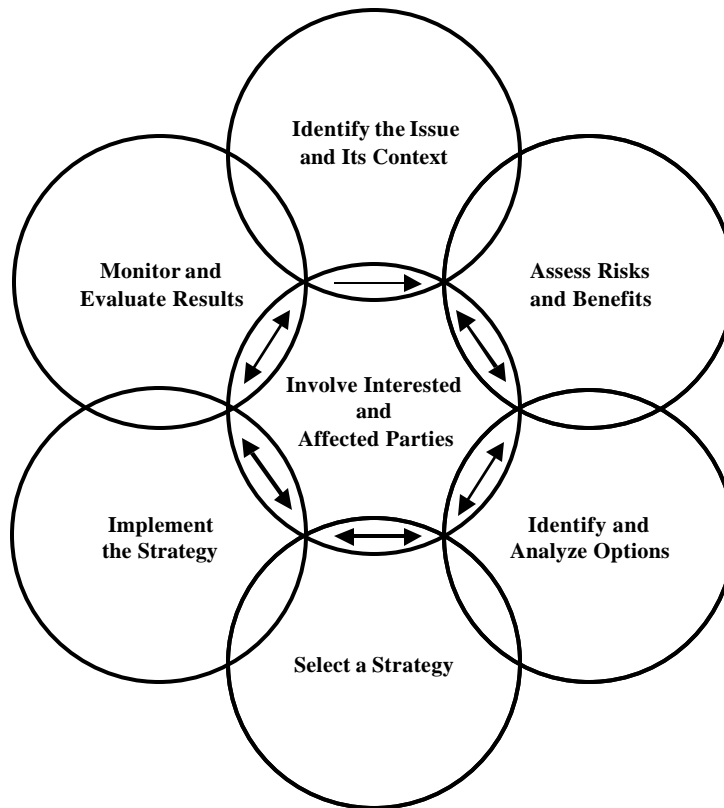 Identify the Issue
and Its Context
Assess Risks
and Benefits
Identify and
Analyze Options
Select a Strategy
Implement
the Strategy
Monitor and
Evaluate Results
Involve Interested
and
Affected Parties